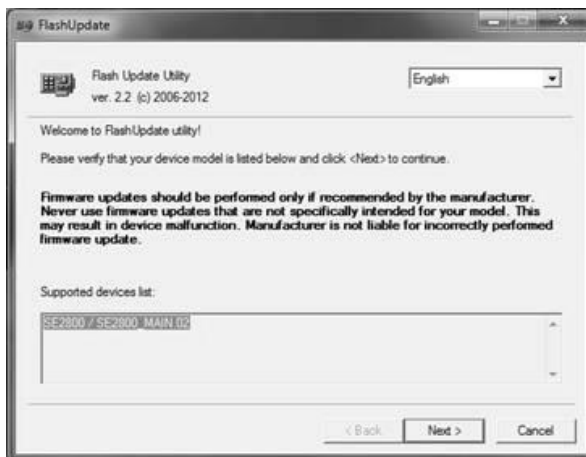 FlashUpdate
Flash Update Utility
English
ver. 2.2 (c) 2006-2012
Welcome to FlashUpdate utility!
Please verify that your device model is listed below and click <Next> to continue.
Firmware updates should be performed only if recommended by the manufacturer.
Never use firmware updates that are not specifically intended for your model. This
may result in device malfunction. Manufacturer is not liable for incorrectly performed
firmware update.
Supported devices list:
SE2800 / SE2800_MAIN 02
< Back
Next >
Cancel